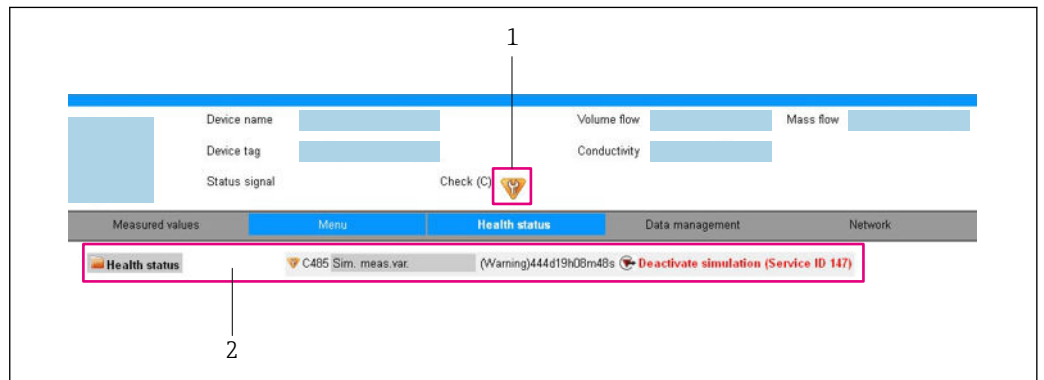 1
Device name
Volume flow
Mass flow
Device tag
Conductivity
Status signal
Check (C)
Measured values
Menu
Health status
Data management
Network
Health status
C485 Sim. meas.var.
(Warning)444d19h08m48s
Deactivate simulation (Service ID 147)
2